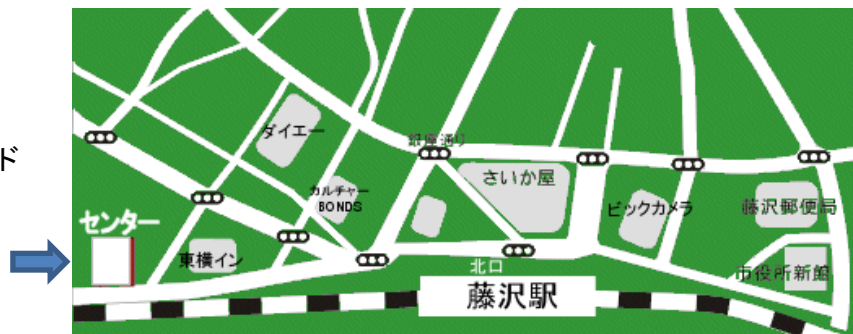 ド
銀座通り
ダイエー
さいか屋
カルチャー
BONDS
ビックカメラ
藤沢郵便局
センター
東横イン
北口
市役所新館
藤沢駅